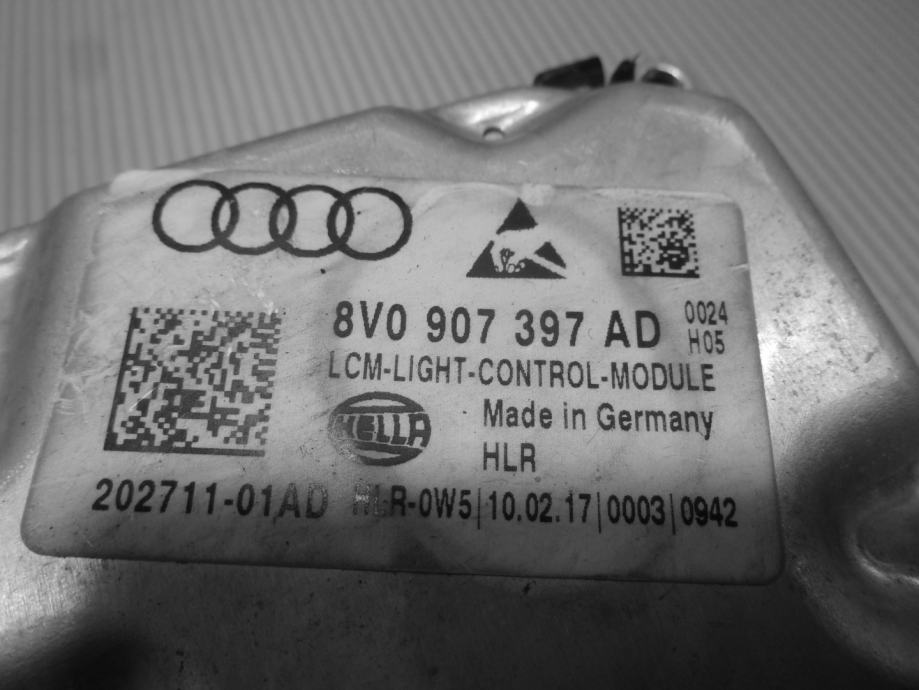 8V0 907 397 AD
0024
H05
LCM-LIGHT-CONTROL-MODULE
HELLA
Made in Germany
HLR
202711-01AD HLR-0W5|10.02.17|0003|0942